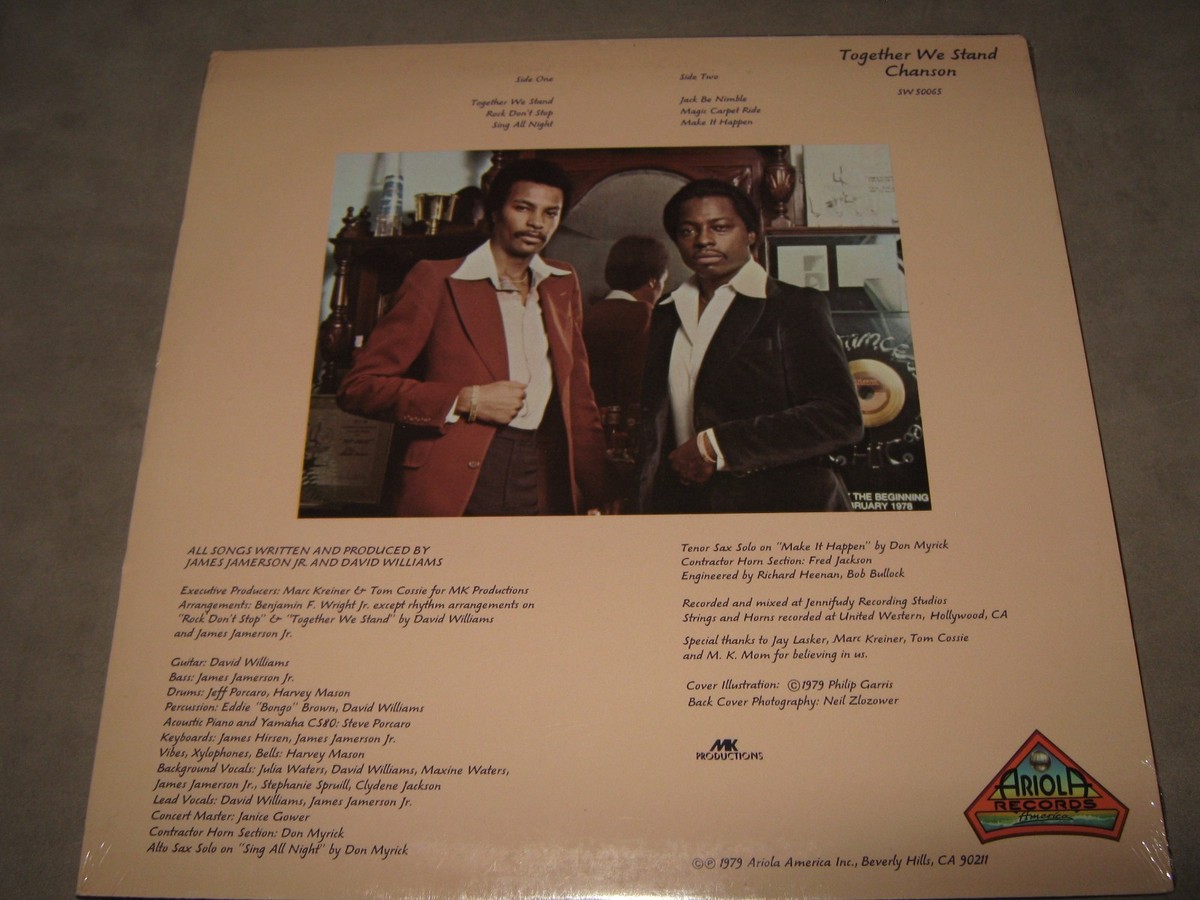 Together We Stand
Chanson
SW 50065
Side One
Together We Stand
Rock Don't Stop
Sing All Night
Side Two
Jack Be Nimble
Magic Carpet Ride
Make It Happen
THE BEGINNING
RUARY 1978
ALL SONGS WRITTEN AND PRODUCED BY
JAMES JAMERSON JR. AND DAVID WILLIAMS
Executive Producers: Marc Kreiner & Tom Cossie for MK Productions
Arrangements: Benjamin F. Wright Jr. except rhythm arrangements on
"Rock Don't Stop" & "Together We Stand" by David Williams
and James Jamerson Jr.
Guitar: David Williams
Bass: James Jamerson Jr.
Drums: Jeff Porcaro, Harvey Mason
Percussion: Eddie "Bongo" Brown, David Williams
Acoustic Piano and Yamaha CS80: Steve Porcaro
Keyboards: James Hirsen, James Jamerson Jr.
Vibes, Xylophones, Bells: Harvey Mason
Background Vocals: Julia Waters, David Williams, Maxine Waters,
James Jamerson Jr., Stephanie Spruill, Clydene Jackson
Lead Vocals: David Williams, James Jamerson Jr.
Concert Master: Janice Gower
Contractor Horn Section: Don Myrick
Alto Sax Solo on "Sing All Night" by Don Myrick
Tenor Sax Solo on "Make It Happen" by Don Myrick
Contractor Horn Section: Fred Jackson
Engineered by Richard Heenan, Bob Bullock
Recorded and mixed at Jennifudy Recording Studios
Strings and Horns recorded at United Western, Hollywood, CA
Special thanks to Jay Lasker, Marc Kreiner, Tom Cossie
and M. K. Mom for believing in us.
Cover Illustration: ©1979 Philip Garris
Back Cover Photography: Neil Zlozower
MK
PRODUCTIONS
ARIOLA
RECORDS
America
©℗ 1979 Ariola America Inc., Beverly Hills, CA 90211